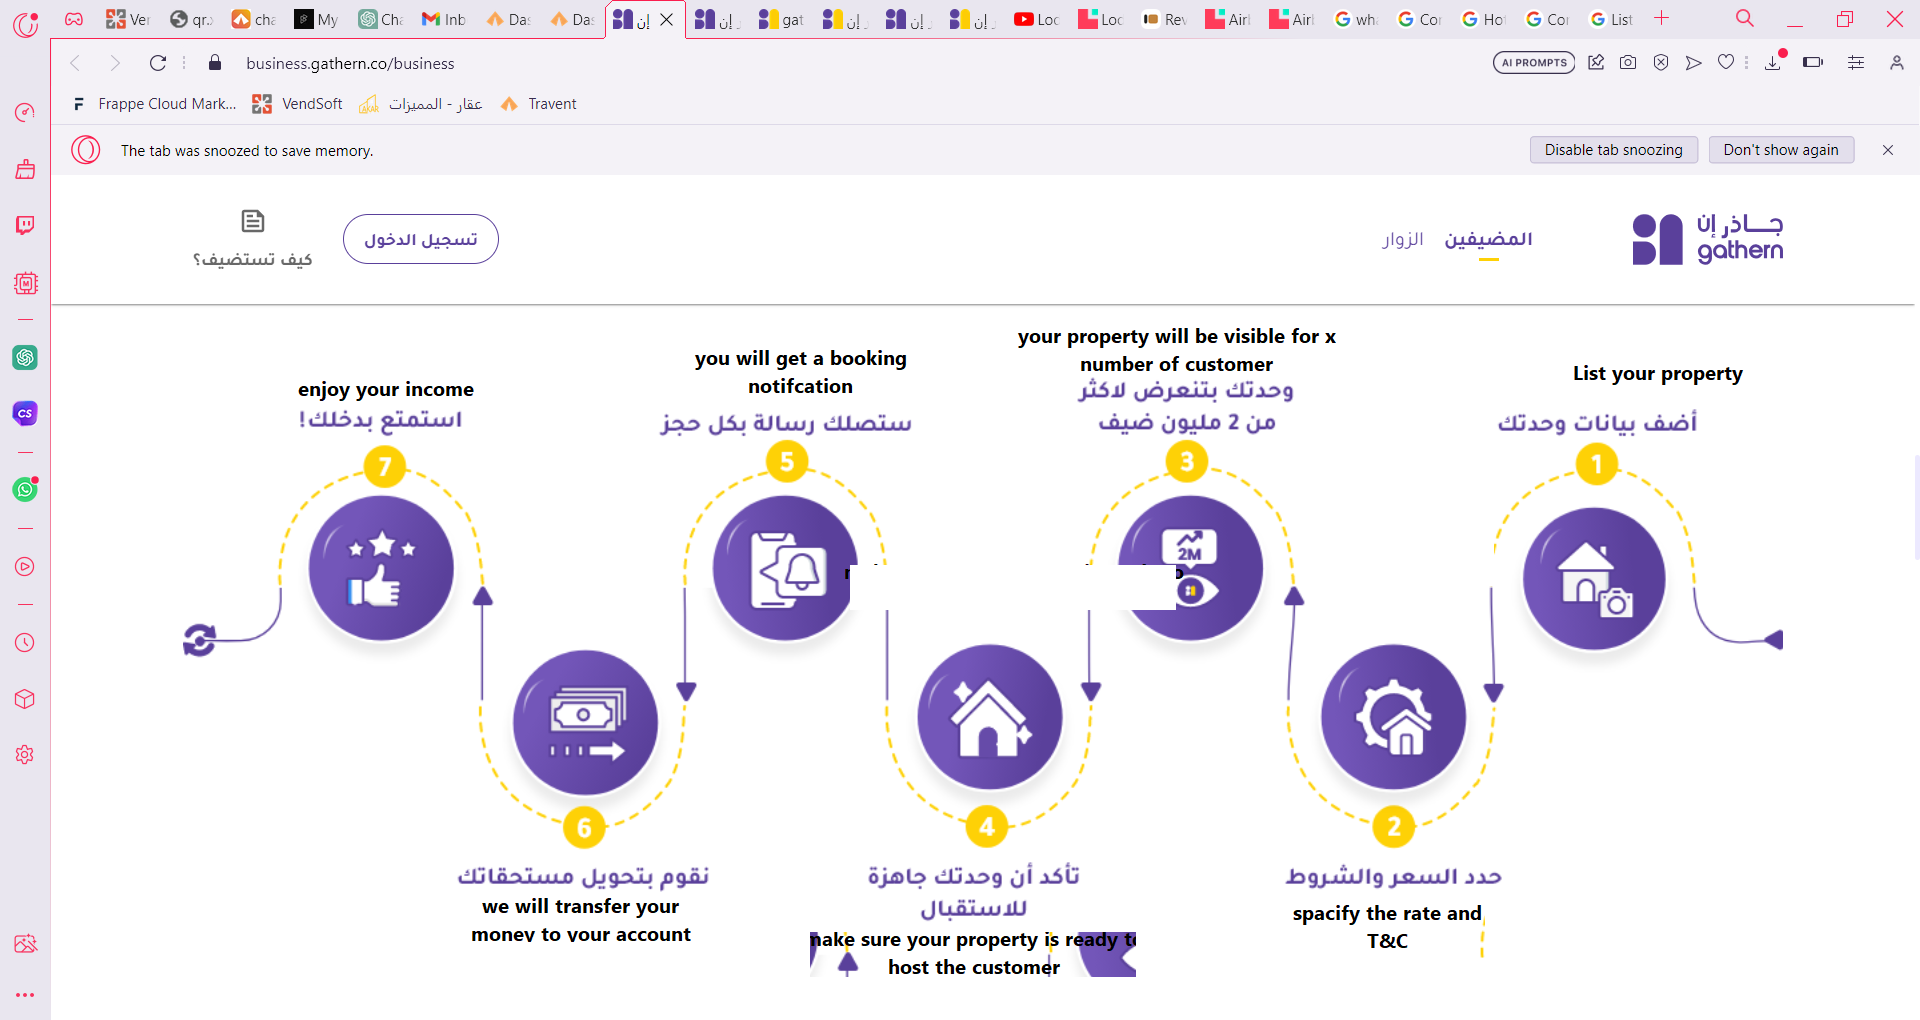 Ver
qr.
cha
My
Cha
Inb
Das
Das
إن
إن
gat
إن
إن
إن
Loc
Loc
Rev
Airl
Airl
wha
Cor
Hot
Cor
List
business.gathern.co/business
AI PROMPTS
Frappe Cloud Mark...
VendSoft
عقار - المميزات
Travent
The tab was snoozed to save memory.
Disable tab snoozing
Don't show again
كيف تستضيف؟
تسجيل الدخول
الزوار
المضيفين
جاذر إن
gathern
List your property
أضف بيانات وحدتك
1
2
حدد السعر والشروط
spacify the rate and
T&C
your property will be visible for x
number of customer
وحدتك بتنعرض لاكثر
من 2 مليون ضيف
3
2M
4
تأكد أن وحدتك جاهزة
للاستقبال
make sure your property is ready to
host the customer
you will get a booking
notifcation
ستصلك رسالة بكل حجز
5
6
نقوم بتحويل مستحقاتك
we will transfer your
money to your account
enjoy your income
استمتع بدخلك!
7
CS